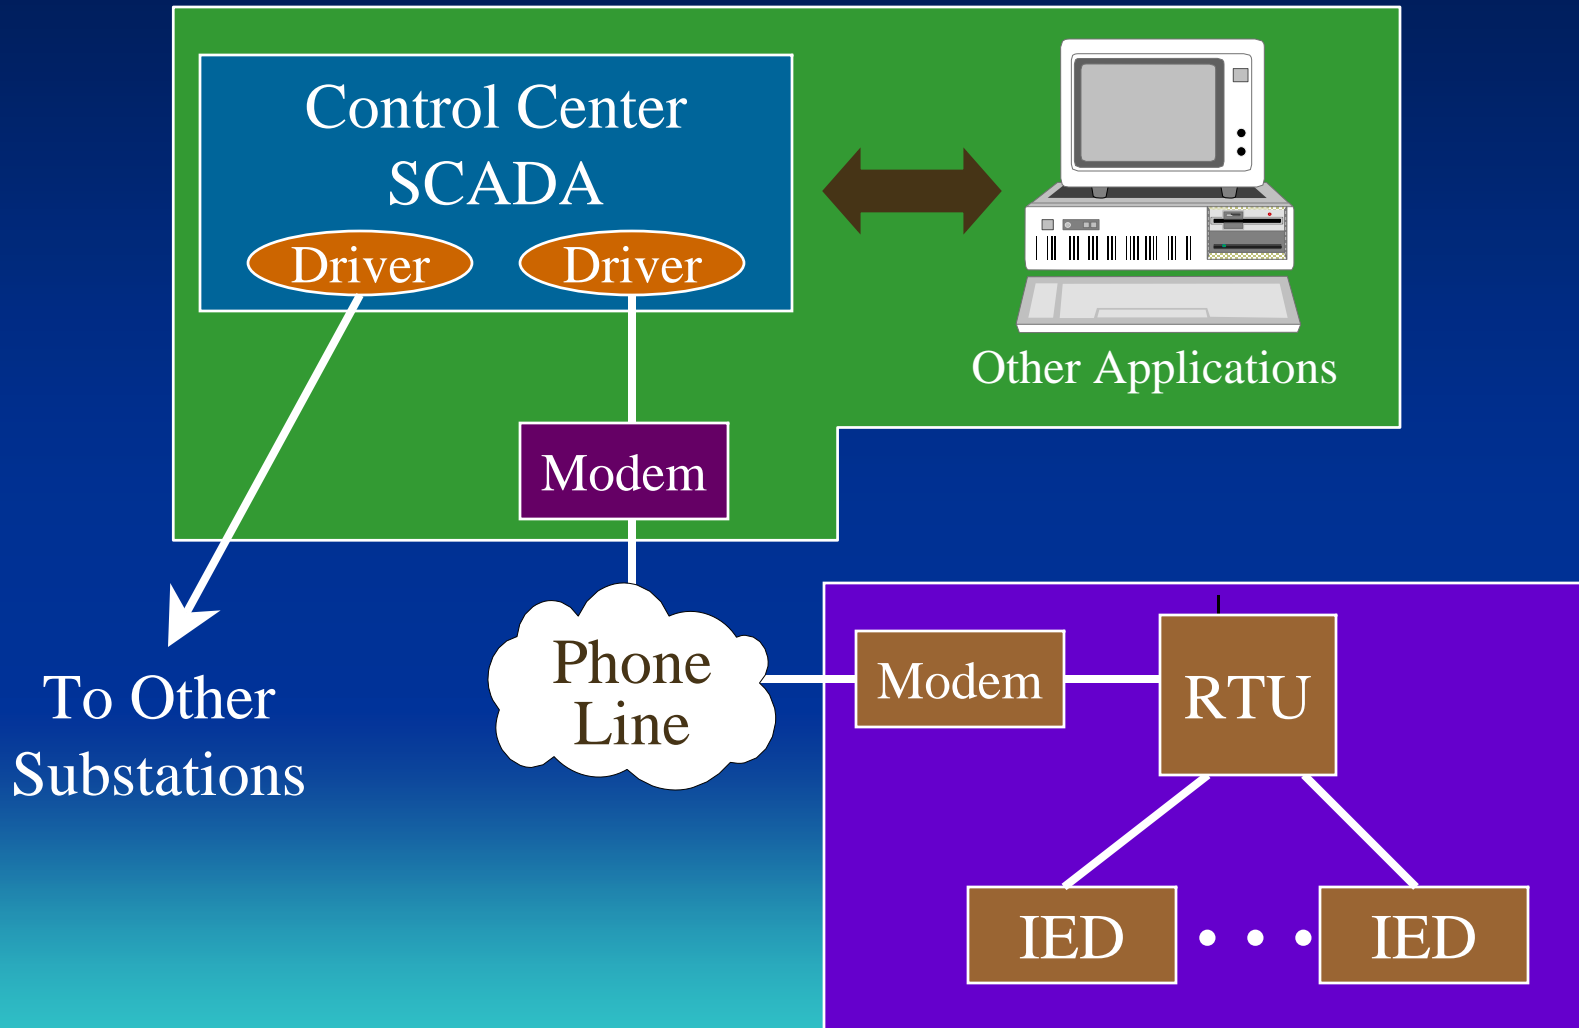 Control Center
SCADA
Driver
Driver
Other Applications
Modem
To Other
Substations
Phone
Line
Modem
RTU
IED
. . .
IED